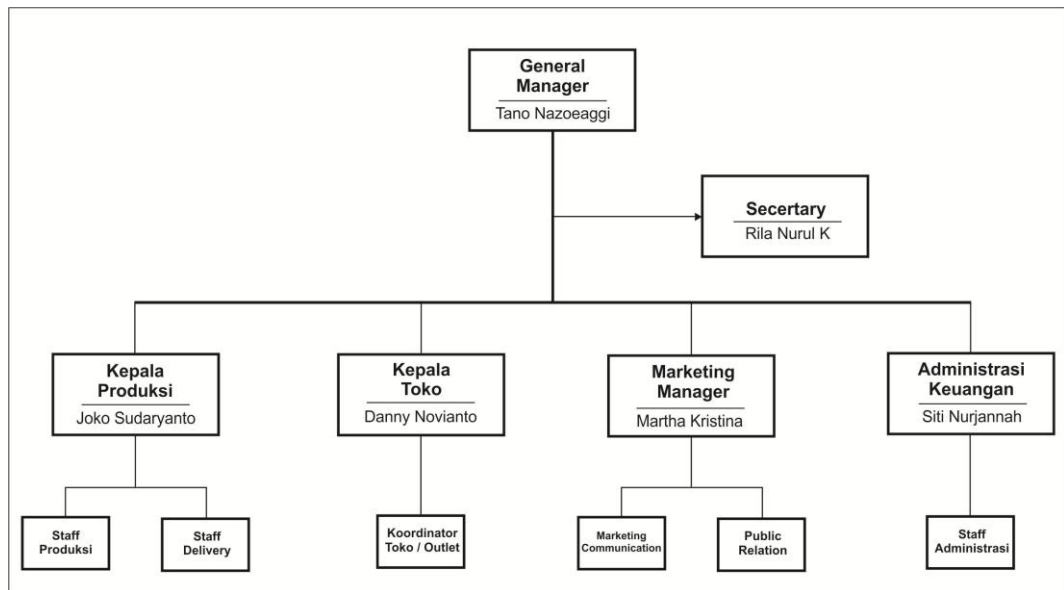 General
Manager
Tano Nazoeaggi
Secertary
Rila Nurul K
Kepala
Produksi
Joko Sudaryanto
Kepala
Toko
Danny Novianto
Marketing
Manager
Martha Kristina
Administrasi
Keuangan
Siti Nurjannah
Staff
Produksi
Staff
Delivery
Koordinator
Toko / Outlet
Marketing
Communication
Public
Relation
Staff
Administrasi